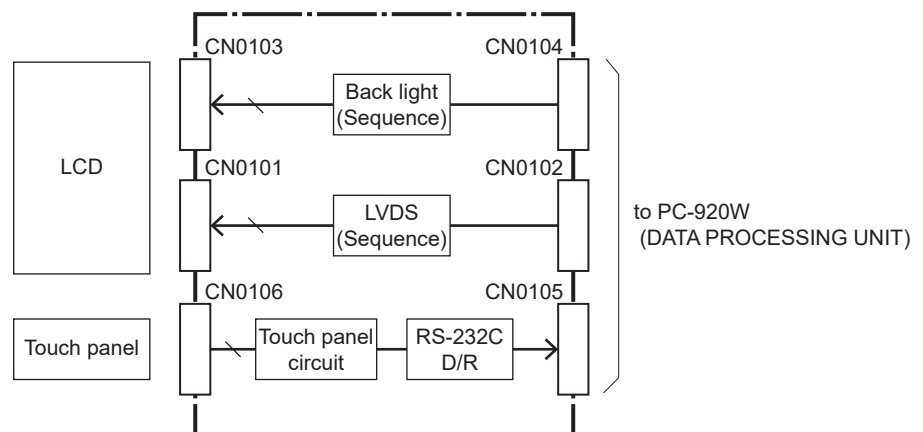 CN0103
CN0104
Back light
(Sequence)
LCD
CN0101
CN0102
LVDS
(Sequence)
to PC-920W
(DATA PROCESSING UNIT)
CN0106
CN0105
Touch panel
Touch panel
circuit
RS-232C
D/R